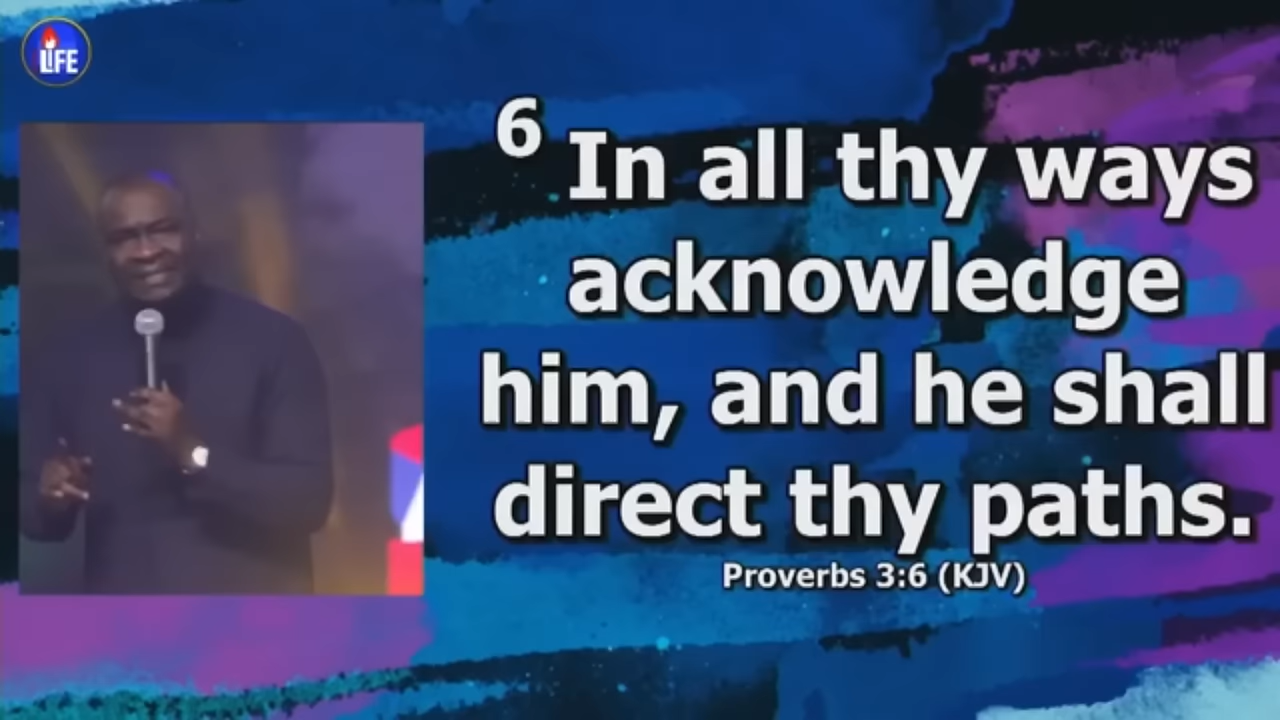 LIFE
6 In all thy ways
acknowledge
him, and he shall
direct thy paths.
Proverbs 3:6 (KJV)